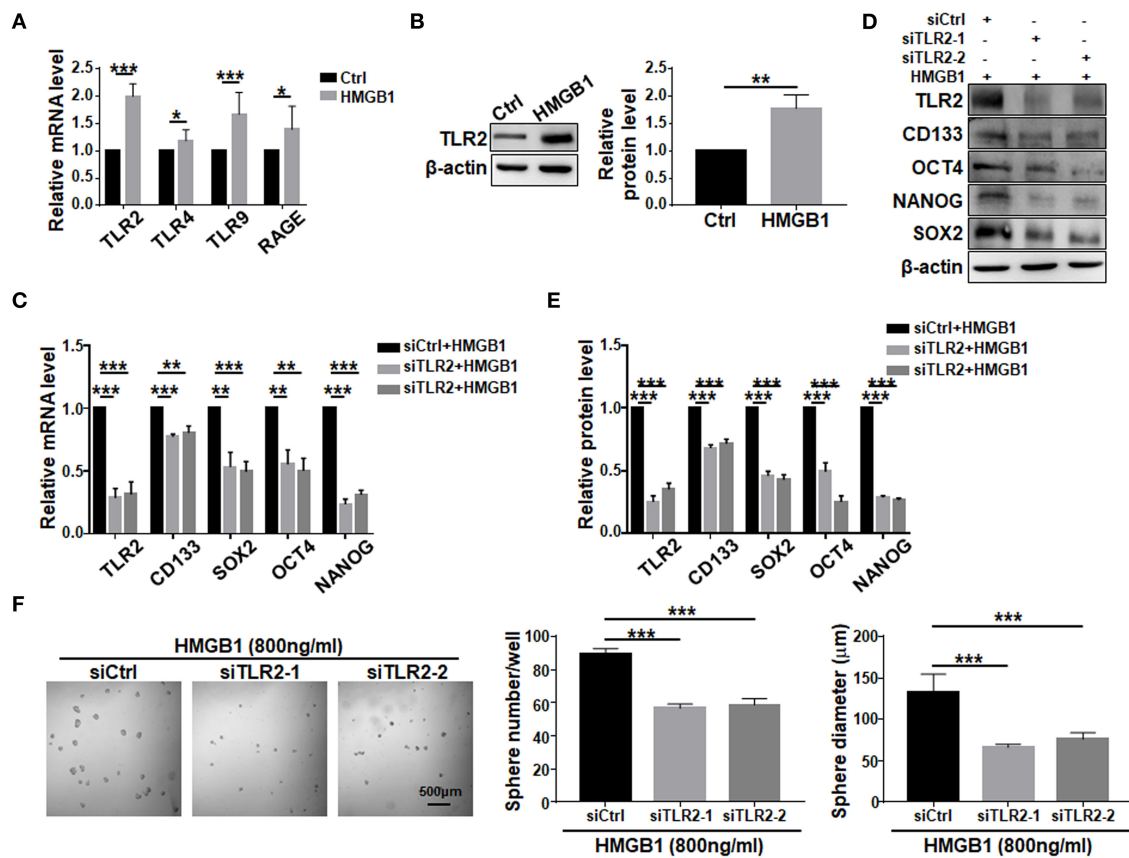 A
Relative mRNA level
2.5
2.0
1.5
1.0
0.5
0.0
***
*
***
*
Ctrl
HMGB1
TLR2
TLR4
TLR9
RAGE
B
Ctrl
HMGB1
TLR2
β-actin
Relative
protein level
2.5
2.0
1.5
1.0
0.5
0.0
**
Ctrl
HMGB1
D
siCtrl + - -
siTLR2-1 - + -
siTLR2-2 - - +
HMGB1 + + +
TLR2
CD133
OCT4
NANOG
SOX2
β-actin
C
Relative mRNA level
1.5
1.0
0.5
0.0
siCtrl+HMGB1
siTLR2+HMGB1
siTLR2+HMGB1
*** ** *** ** ***
*** *** ** ** ***
TLR2
CD133
SOX2
OCT4
NANOG
E
Relative protein level
1.5
1.0
0.5
0.0
siCtrl+HMGB1
siTLR2+HMGB1
siTLR2+HMGB1
*** *** *** *** ***
*** *** *** *** ***
TLR2
CD133
SOX2
OCT4
NANOG
F
HMGB1 (800ng/ml)
siCtrl
siTLR2-1
siTLR2-2
500μm
Sphere number/well
100
80
60
40
20
0
***
***
siCtrl siTLR2-1 siTLR2-2
HMGB1 (800ng/ml)
Sphere diameter (μm)
200
150
100
50
0
***
***
siCtrl siTLR2-1 siTLR2-2
HMGB1 (800ng/ml)